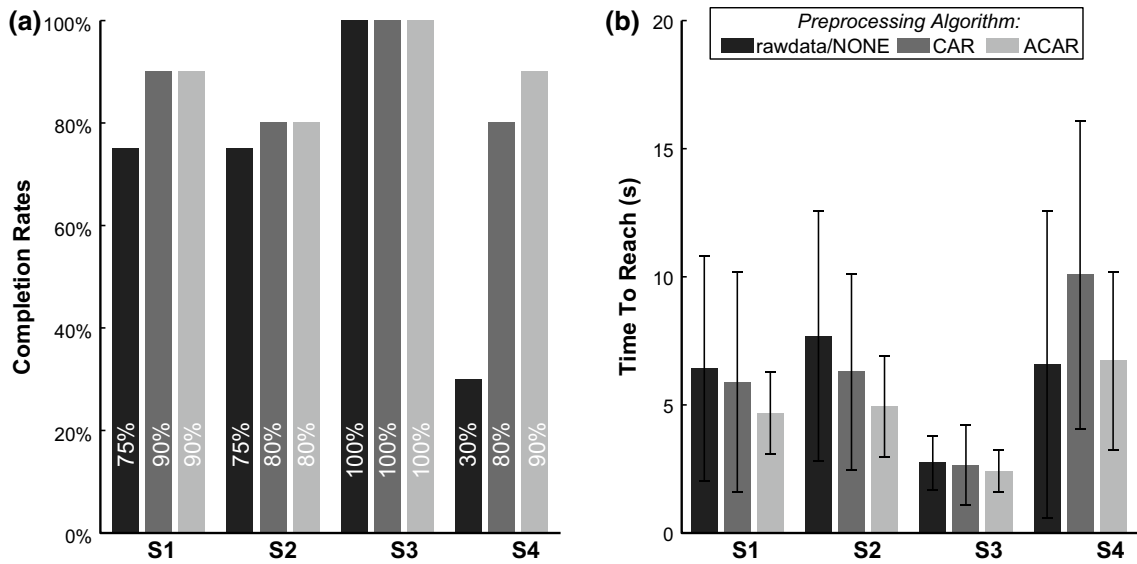 (a)
Completion Rates
100%
80%
60%
40%
20%
0%
75%
90%
90%
75%
80%
80%
100%
100%
100%
30%
80%
90%
S1
S2
S3
S4
(b)
Preprocessing Algorithm:
rawdata/NONE CAR ACAR
Time To Reach (s)
20
15
10
5
0
S1
S2
S3
S4